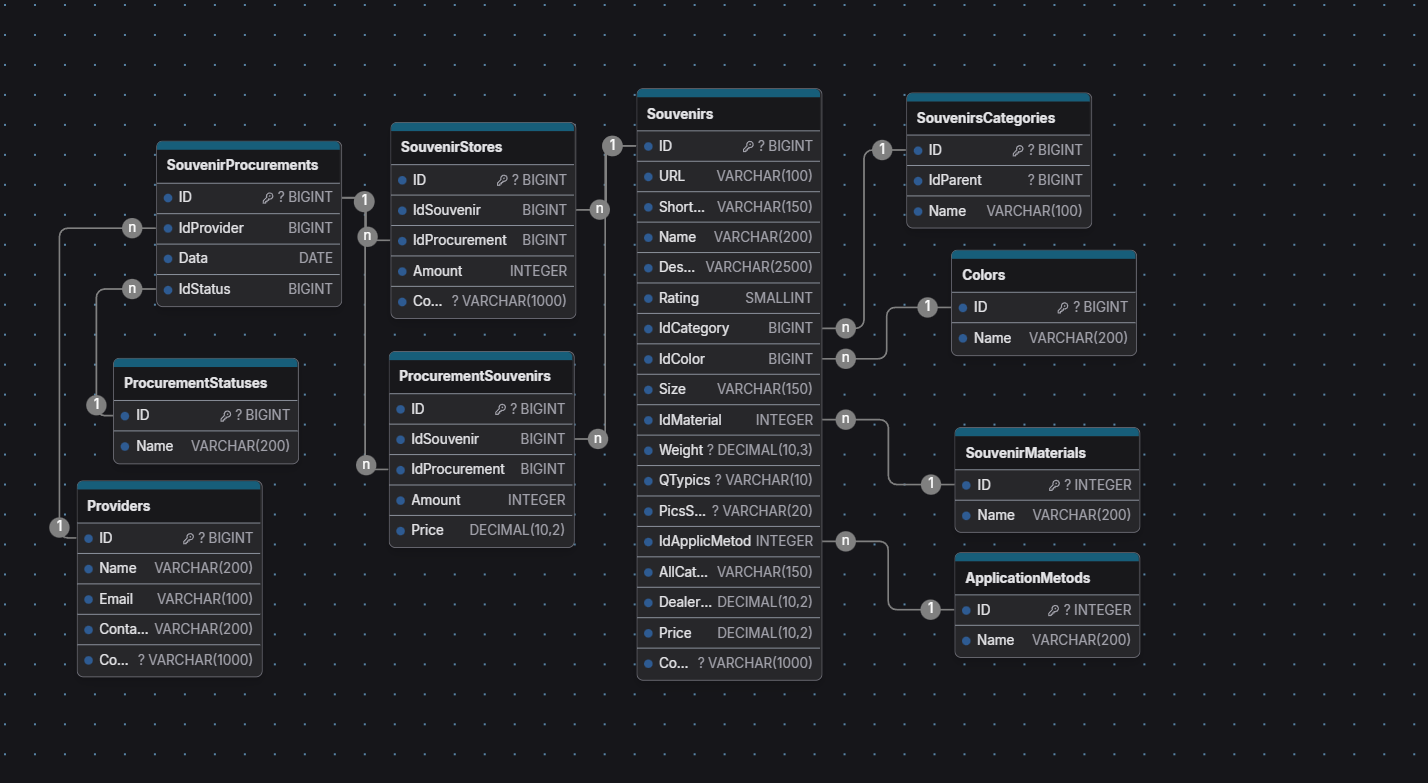 SouvenirProcurements
ID ? BIGINT
IdProvider BIGINT
Data DATE
IdStatus BIGINT
ProcurementStatuses
ID ? BIGINT
Name VARCHAR(200)
Providers
ID ? BIGINT
Name VARCHAR(200)
Email VARCHAR(100)
Conta... VARCHAR(200)
Co... ? VARCHAR(1000)
SouvenirStores
ID ? BIGINT
IdSouvenir BIGINT
IdProcurement BIGINT
Amount INTEGER
Co... ? VARCHAR(1000)
ProcurementSouvenirs
ID ? BIGINT
IdSouvenir BIGINT
IdProcurement BIGINT
Amount INTEGER
Price DECIMAL(10,2)
Souvenirs
ID ? BIGINT
URL VARCHAR(100)
Short... VARCHAR(150)
Name VARCHAR(200)
Des... VARCHAR(2500)
Rating SMALLINT
IdCategory BIGINT
IdColor BIGINT
Size VARCHAR(150)
IdMaterial INTEGER
Weight ? DECIMAL(10,3)
QTypics ? VARCHAR(10)
PicsS... ? VARCHAR(20)
IdApplicMetod INTEGER
AllCat... VARCHAR(150)
Dealer... DECIMAL(10,2)
Price DECIMAL(10,2)
Co... ? VARCHAR(1000)
SouvenirsCategories
ID ? BIGINT
IdParent ? BIGINT
Name VARCHAR(100)
Colors
ID ? BIGINT
Name VARCHAR(200)
SouvenirMaterials
ID ? INTEGER
Name VARCHAR(200)
ApplicationMetods
ID ? INTEGER
Name VARCHAR(200)
n
n
1
1
1
n
n
1
n
n
1
n
1
n
n
1
n
1